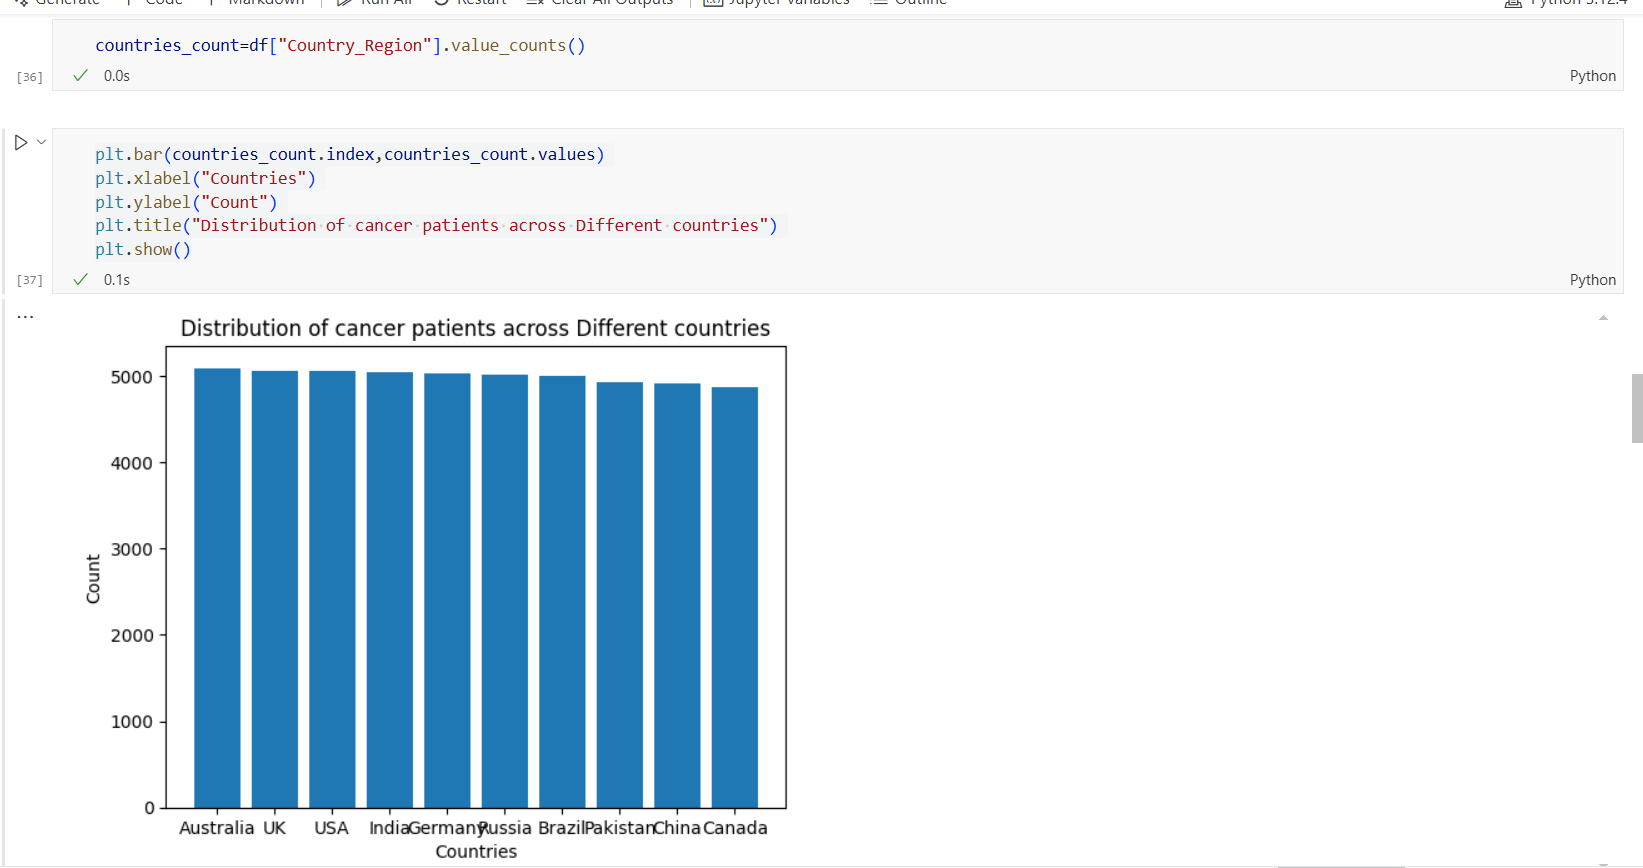 Generate + Code + Markdown | Run All Restart Clear All Outputs | Jupyter Variables Outline Python 3.12.4
countries_count=df["Country_Region"].value_counts()
[36] 0.0s Python
plt.bar(countries_count.index,countries_count.values)
plt.xlabel("Countries")
plt.ylabel("Count")
plt.title("Distribution of cancer patients across Different countries")
plt.show()
[37] 0.1s Python
...
Distribution of cancer patients across Different countries
5000
4000
3000
2000
1000
0
Count
Australia UK USA India Germany Russia Brazil Pakistan China Canada
Countries